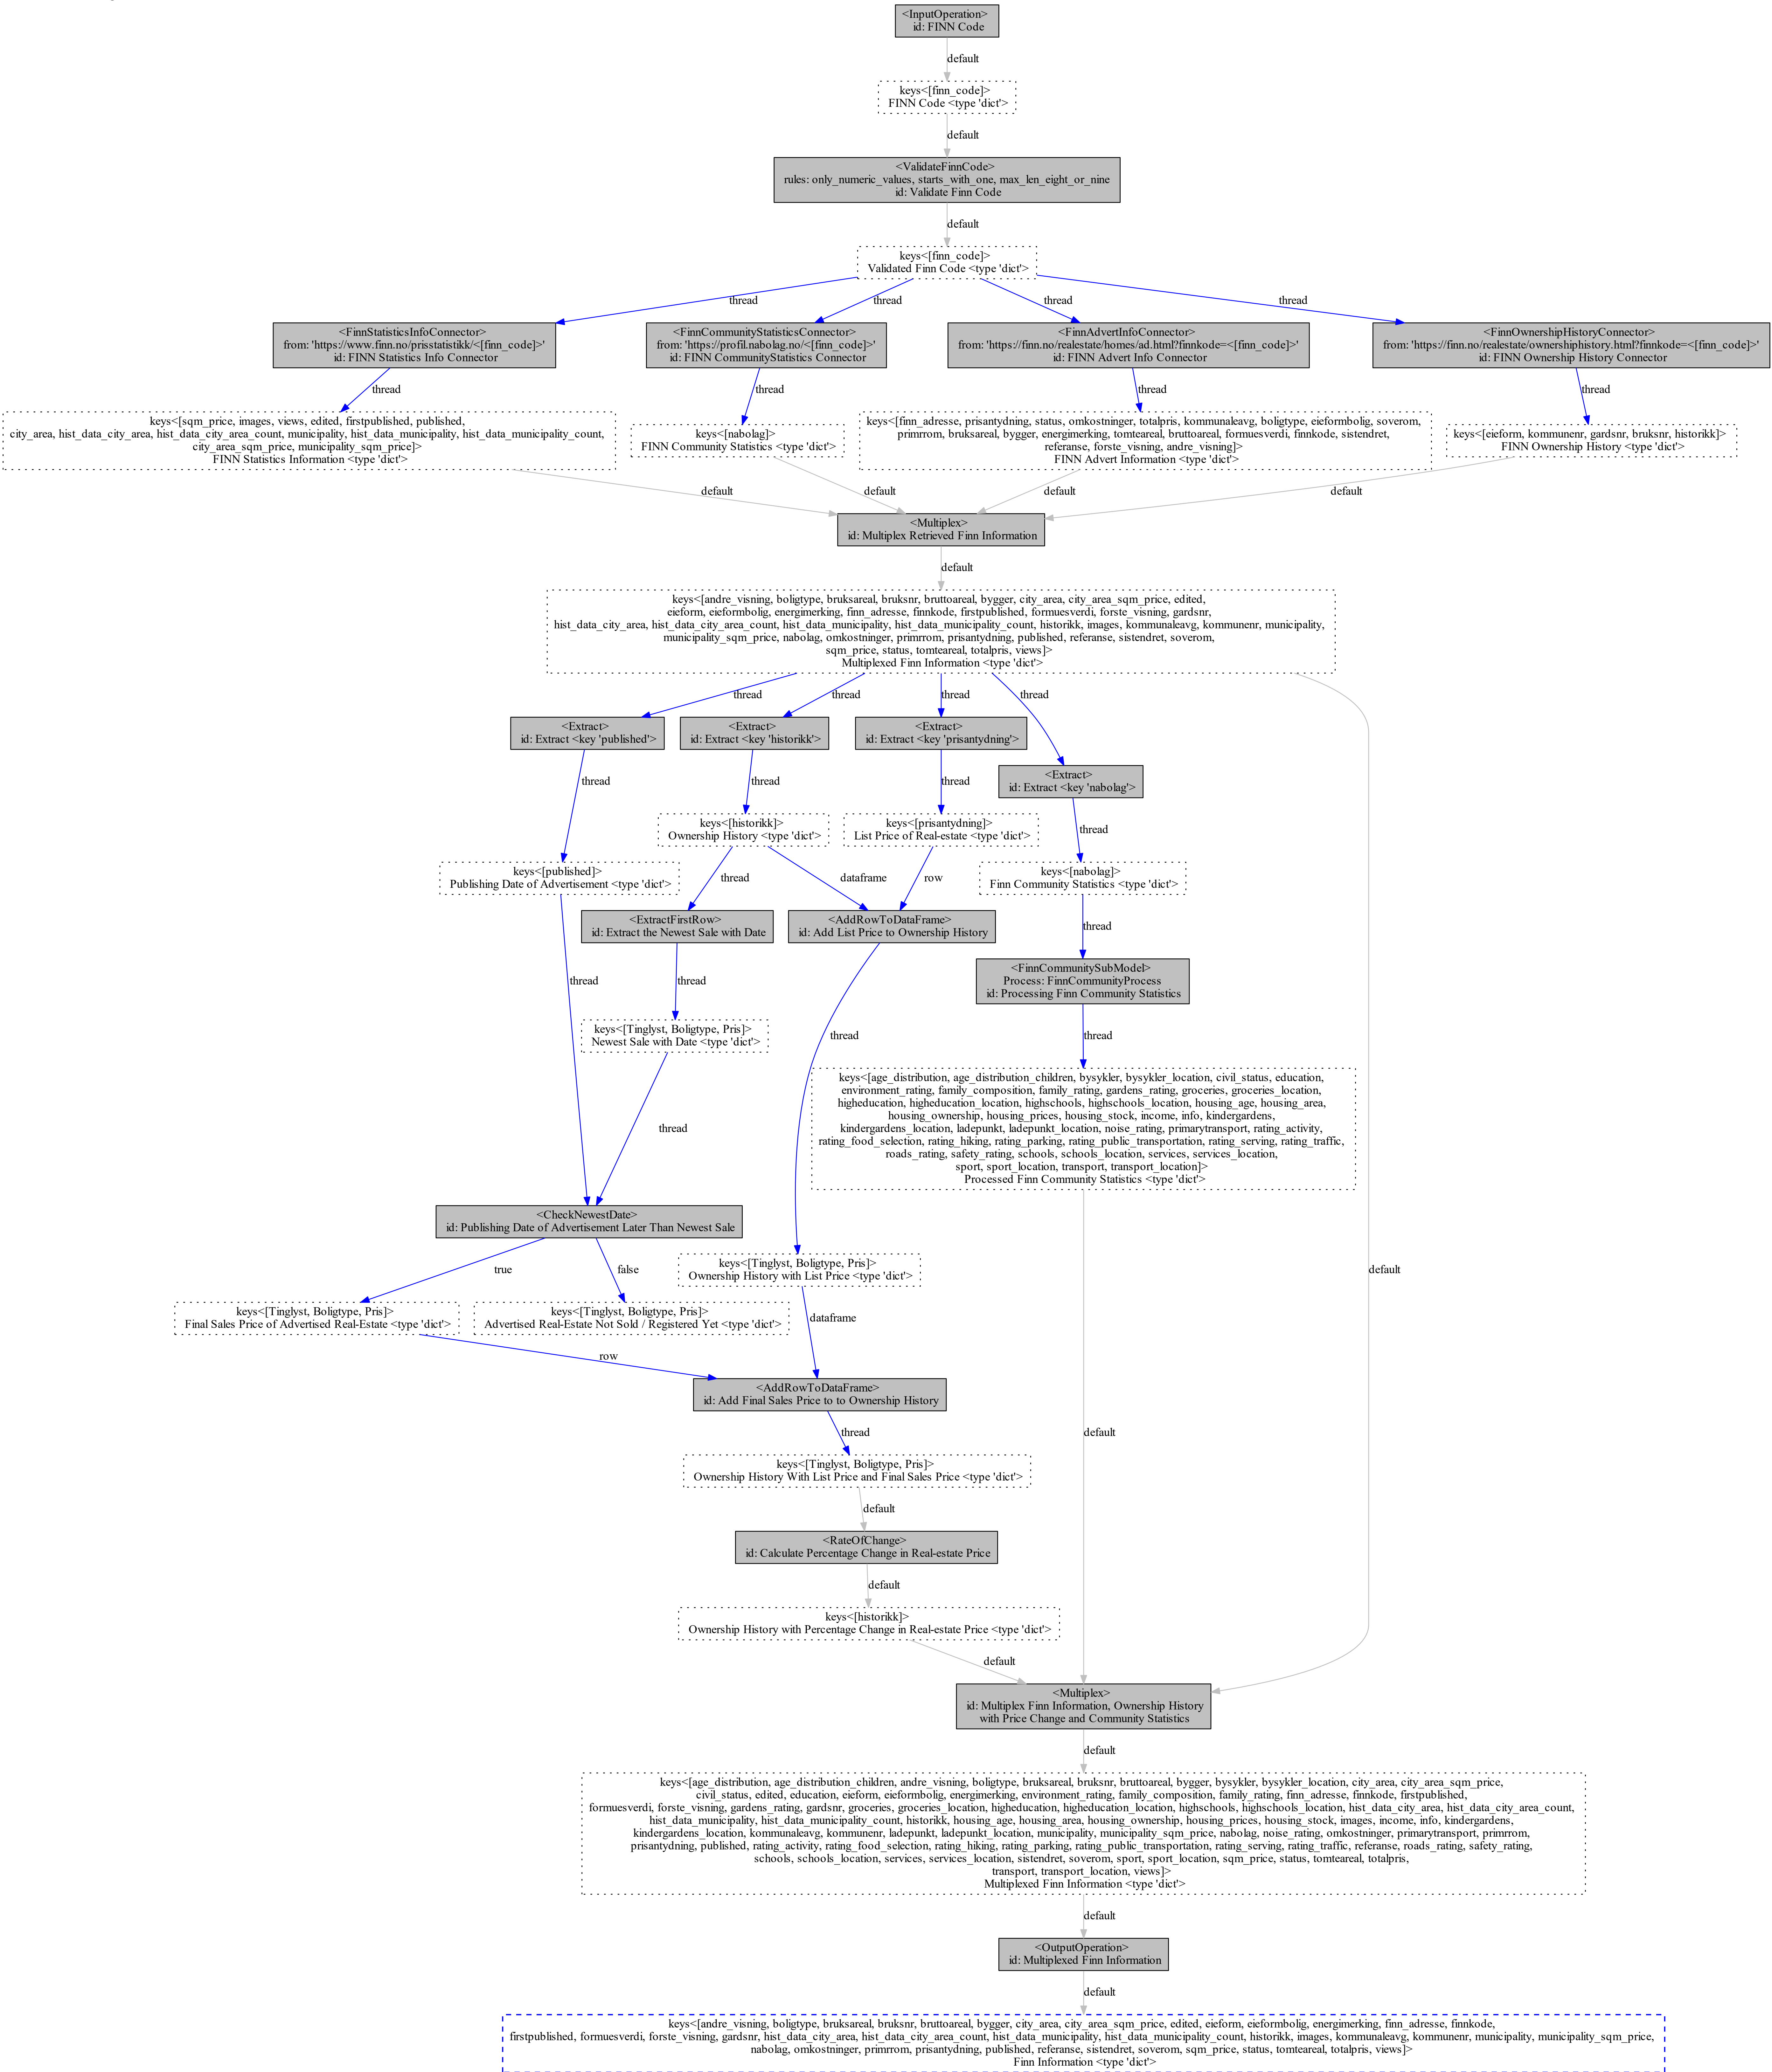 <InputOperation>
id: FINN Code
default
keys<[finn_code]>
FINN Code <type 'dict'>
default
<ValidateFinnCode>
rules: only_numeric_values, starts_with_one, max_len_eight_or_nine
id: Validate Finn Code
default
keys<[finn_code]>
Validated Finn Code <type 'dict'>
thread
thread
thread
thread
<FinnStatisticsInfoConnector>
from: 'https://www.finn.no/prisstatistikk/<[finn_code]>'
id: FINN Statistics Info Connector
<FinnCommunityStatisticsConnector>
from: 'https://profil.nabolag.no/<[finn_code]>'
id: FINN CommunityStatistics Connector
<FinnAdvertInfoConnector>
from: 'https://finn.no/realestate/homes/ad.html?finnkode=<[finn_code]>'
id: FINN Advert Info Connector
<FinnOwnershipHistoryConnector>
from: 'https://finn.no/realestate/ownershiphistory.html?finnkode=<[finn_code]>'
id: FINN Ownership History Connector
thread
thread
thread
thread
keys<[sqm_price, images, views, edited, firstpublished, published,
city_area, hist_data_city_area, hist_data_city_area_count, municipality, hist_data_municipality, hist_data_municipality_count,
city_area_sqm_price, municipality_sqm_price]>
FINN Statistics Information <type 'dict'>
keys<[nabolag]>
FINN Community Statistics <type 'dict'>
keys<[finn_adresse, prisantydning, status, omkostninger, totalpris, kommunaleavg, boligtype, eieformbolig, soverom,
primrrom, bruksareal, bygger, energimerking, tomteareal, bruttoareal, formuesverdi, finnkode, sistendret,
referanse, forste_visning, andre_visning]>
FINN Advert Information <type 'dict'>
keys<[eieform, kommunenr, gardsnr, bruksnr, historikk]>
FINN Ownership History <type 'dict'>
default
default
default
default
<Multiplex>
id: Multiplex Retrieved Finn Information
default
keys<[andre_visning, boligtype, bruksareal, bruksnr, bruttoareal, bygger, city_area, city_area_sqm_price, edited,
eieform, eieformbolig, energimerking, finn_adresse, finnkode, firstpublished, formuesverdi, forste_visning, gardsnr,
hist_data_city_area, hist_data_city_area_count, hist_data_municipality, hist_data_municipality_count, historikk, images, kommunaleavg, kommunenr, municipality,
municipality_sqm_price, nabolag, omkostninger, primrrom, prisantydning, published, referanse, sistendret, soverom,
sqm_price, status, tomteareal, totalpris, views]>
Multiplexed Finn Information <type 'dict'>
thread
thread
thread
thread
<Extract>
id: Extract <key 'published'>
<Extract>
id: Extract <key 'historikk'>
<Extract>
id: Extract <key 'prisantydning'>
<Extract>
id: Extract <key 'nabolag'>
thread
thread
thread
thread
keys<[historikk]>
Ownership History <type 'dict'>
keys<[prisantydning]>
List Price of Real-estate <type 'dict'>
keys<[published]>
Publishing Date of Advertisement <type 'dict'>
keys<[nabolag]>
Finn Community Statistics <type 'dict'>
thread
dataframe
row
thread
<ExtractFirstRow>
id: Extract the Newest Sale with Date
<AddRowToDataFrame>
id: Add List Price to Ownership History
<FinnCommunitySubModel>
Process: FinnCommunityProcess
id: Processing Finn Community Statistics
thread
thread
thread
thread
keys<[Tinglyst, Boligtype, Pris]>
Newest Sale with Date <type 'dict'>
keys<[age_distribution, age_distribution_children, bysykler, bysykler_location, civil_status, education,
environment_rating, family_composition, family_rating, gardens_rating, groceries, groceries_location,
higheducation, higheducation_location, highschools, highschools_location, housing_age, housing_area,
housing_ownership, housing_prices, housing_stock, income, info, kindergardens,
kindergardens_location, ladepunkt, ladepunkt_location, noise_rating, primarytransport, rating_activity,
rating_food_selection, rating_hiking, rating_parking, rating_public_transportation, rating_serving, rating_traffic,
roads_rating, safety_rating, schools, schools_location, services, services_location,
sport, sport_location, transport, transport_location]>
Processed Finn Community Statistics <type 'dict'>
thread
<CheckNewestDate>
id: Publishing Date of Advertisement Later Than Newest Sale
true
false
keys<[Tinglyst, Boligtype, Pris]>
Ownership History with List Price <type 'dict'>
default
keys<[Tinglyst, Boligtype, Pris]>
Final Sales Price of Advertised Real-Estate <type 'dict'>
keys<[Tinglyst, Boligtype, Pris]>
Advertised Real-Estate Not Sold / Registered Yet <type 'dict'>
dataframe
row
<AddRowToDataFrame>
id: Add Final Sales Price to to Ownership History
thread
default
keys<[Tinglyst, Boligtype, Pris]>
Ownership History With List Price and Final Sales Price <type 'dict'>
default
<RateOfChange>
id: Calculate Percentage Change in Real-estate Price
default
keys<[historikk]>
Ownership History with Percentage Change in Real-estate Price <type 'dict'>
default
<Multiplex>
id: Multiplex Finn Information, Ownership History
with Price Change and Community Statistics
default
keys<[age_distribution, age_distribution_children, andre_visning, boligtype, bruksareal, bruksnr, bruttoareal, bygger, bysykler, bysykler_location, city_area, city_area_sqm_price,
civil_status, edited, education, eieform, eieformbolig, energimerking, environment_rating, family_composition, family_rating, finn_adresse, finnkode, firstpublished,
formuesverdi, forste_visning, gardens_rating, gardsnr, groceries, groceries_location, higheducation, higheducation_location, highschools, highschools_location, hist_data_city_area, hist_data_city_area_count,
hist_data_municipality, hist_data_municipality_count, historikk, housing_age, housing_area, housing_ownership, housing_prices, housing_stock, images, income, info, kindergardens,
kindergardens_location, kommunaleavg, kommunenr, ladepunkt, ladepunkt_location, municipality, municipality_sqm_price, nabolag, noise_rating, omkostninger, primarytransport, primrrom,
prisantydning, published, rating_activity, rating_food_selection, rating_hiking, rating_parking, rating_public_transportation, rating_serving, rating_traffic, referanse, roads_rating, safety_rating,
schools, schools_location, services, services_location, sistendret, soverom, sport, sport_location, sqm_price, status, tomteareal, totalpris,
transport, transport_location, views]>
Multiplexed Finn Information <type 'dict'>
default
<OutputOperation>
id: Multiplexed Finn Information
default
keys<[andre_visning, boligtype, bruksareal, bruksnr, bruttoareal, bygger, city_area, city_area_sqm_price, edited, eieform, eieformbolig, energimerking, finn_adresse, finnkode,
firstpublished, formuesverdi, forste_visning, gardsnr, hist_data_city_area, hist_data_city_area_count, hist_data_municipality, hist_data_municipality_count, historikk, images, kommunaleavg, kommunenr, municipality, municipality_sqm_price,
nabolag, omkostninger, primrrom, prisantydning, published, referanse, sistendret, soverom, sqm_price, status, tomteareal, totalpris, views]>
Finn Information <type 'dict'>